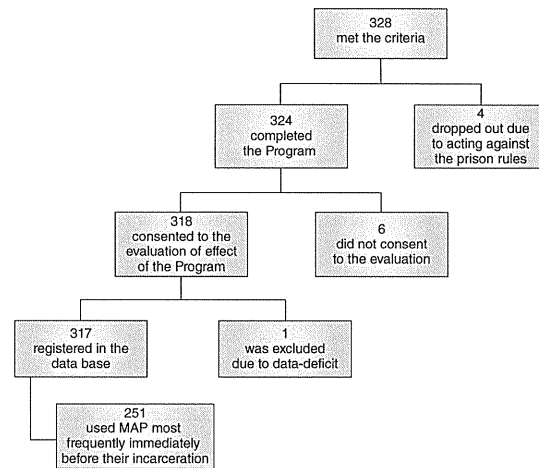 328
met the criteria
324
completed
the Program
4
dropped out due
to acting against
the prison rules
318
consented to the
evaluation of effect
of the Program
6
did not consent
to the evaluation
317
registered in the
data base
1
was excluded
due to data-deficit
251
used MAP most
frequently immediately
before their incarceration